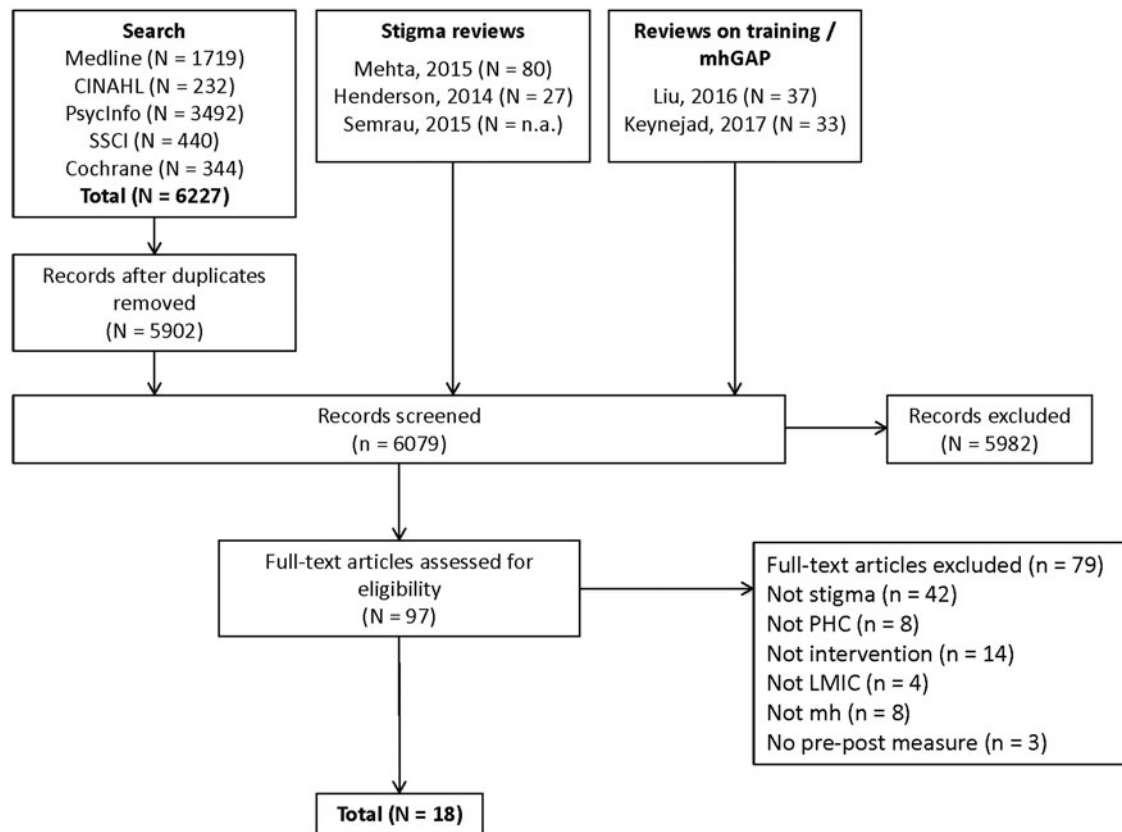 Search
Medline (N = 1719)
CINAHL (N = 232)
PsycInfo (N = 3492)
SSCI (N = 440)
Cochrane (N = 344)
Total (N = 6227)
Stigma reviews
Mehta, 2015 (N = 80)
Henderson, 2014 (N = 27)
Semrau, 2015 (N = n.a.)
Reviews on training /
mhGAP
Liu, 2016 (N = 37)
Keynejad, 2017 (N = 33)
Records after duplicates
removed
(N = 5902)
Records screened
(n = 6079)
Records excluded
(N = 5982)
Full-text articles assessed for
eligibility
(N = 97)
Full-text articles excluded (n = 79)
Not stigma (n = 42)
Not PHC (n = 8)
Not intervention (n = 14)
Not LMIC (n = 4)
Not mh (n = 8)
No pre-post measure (n = 3)
Total (N = 18)